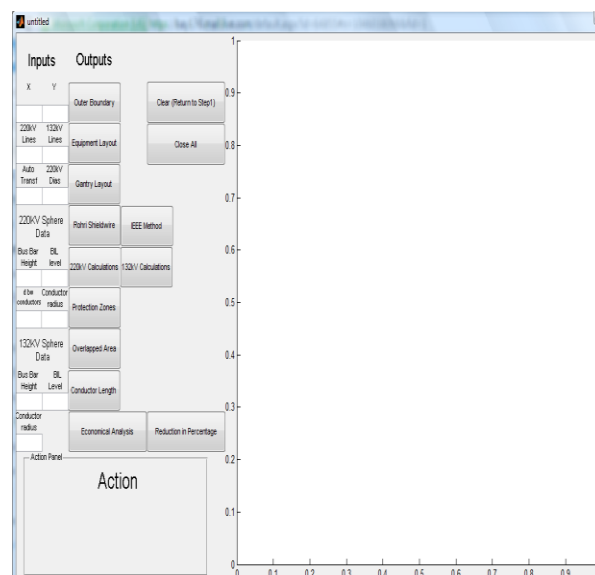 untitled
Inputs
Outputs
X Y
Outer Boundary
Clear (Return to Step1)
220kV Lines
132kV Lines
Equipment Layout
Close All
Auto Transf
220kV Dias
Gantry Layout
220KV Sphere Data
Rohri Shieldwire
IEEE Method
Bus Bar Height
BIL level
220kV Calculations
132kV Calculations
d bw conductors
Conductor radius
Protection Zones
132KV Sphere Data
Overlapped Area
Bus Bar Height
BIL Level
Conductor Length
Conductor radius
Economical Analysis
Reduction in Percentage
Action Panel
Action
1
0.9
0.8
0.7
0.6
0.5
0.4
0.3
0.2
0.1
0
0 0.1 0.2 0.3 0.4 0.5 0.6 0.7 0.8 0.9